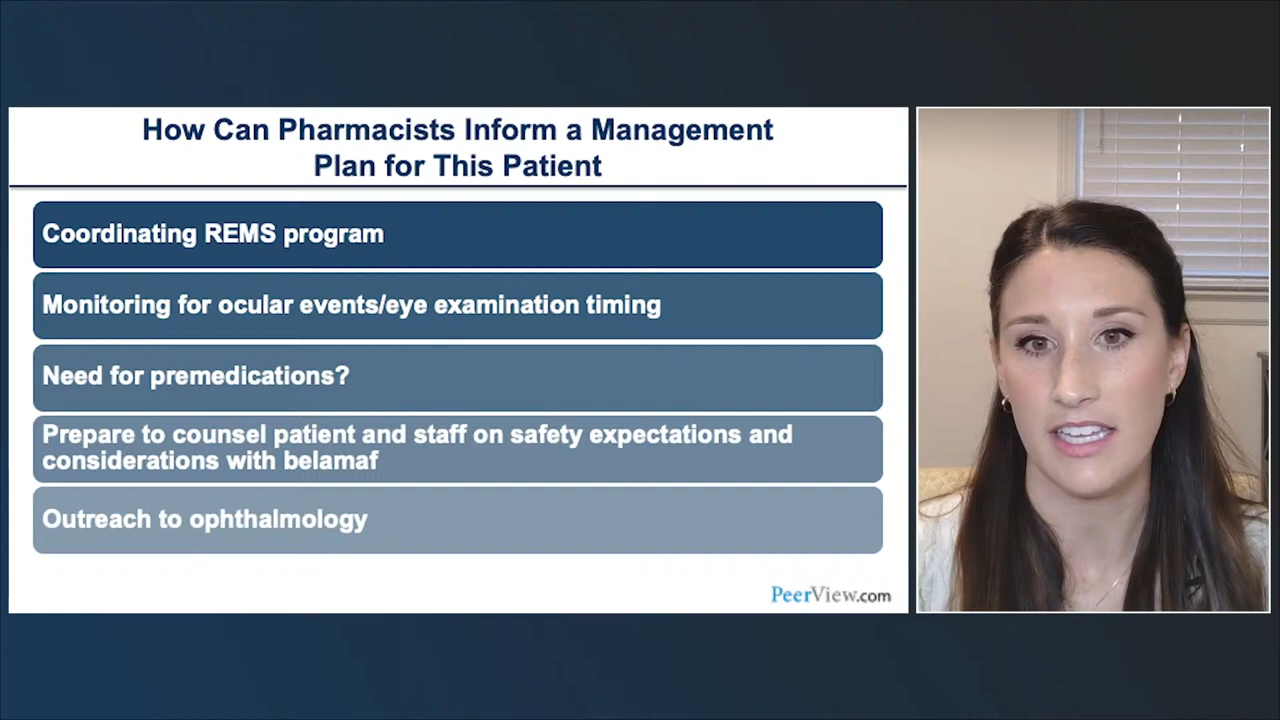 How Can Pharmacists Inform a Management
Plan for This Patient
Coordinating REMS program
Monitoring for ocular events/eye examination timing
Need for premedications?
Prepare to counsel patient and staff on safety expectations and
considerations with belamaf
Outreach to ophthalmology
PeerView.com